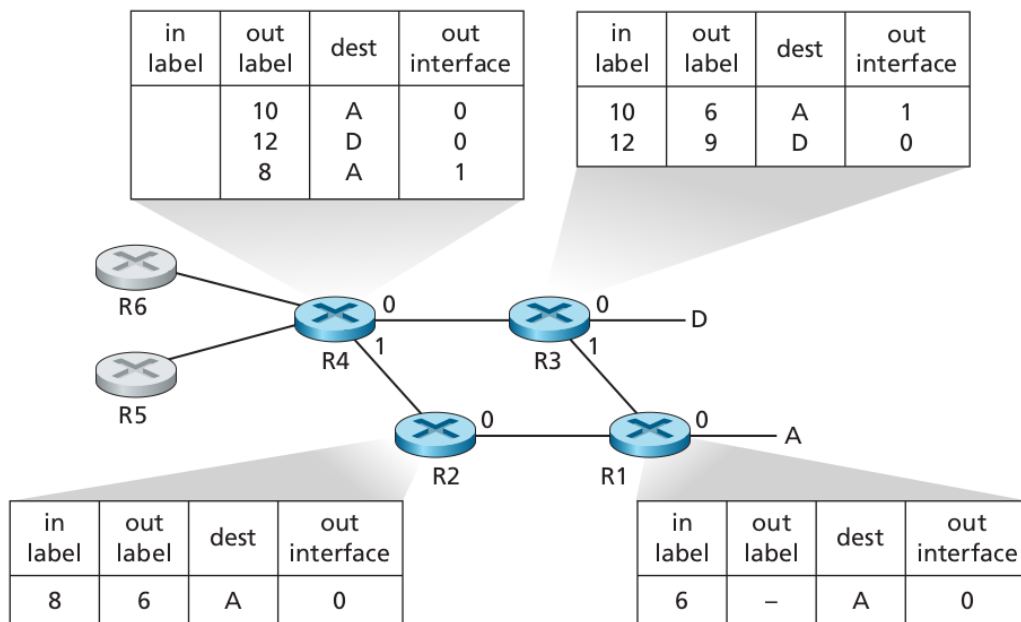 in label out label dest out interface
10 A 0
12 D 0
8 A 1
in label out label dest out interface
10 6 A 1
12 9 D 0
R6
0
0
D
R4
1
R3
1
R5
0
0
A
R2
R1
in label out label dest out interface
8 6 A 0
in label out label dest out interface
6 – A 0